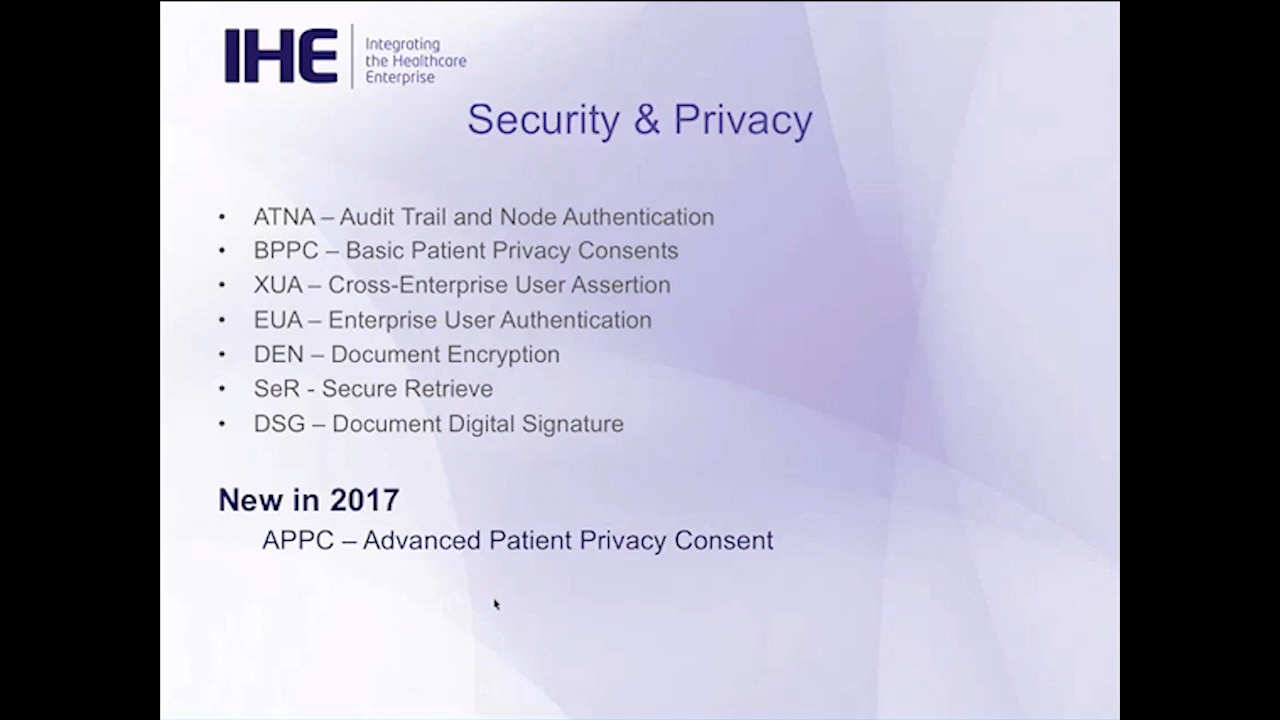 IHE
Integrating
the Healthcare
Enterprise
Security & Privacy
• ATNA – Audit Trail and Node Authentication
• BPPC – Basic Patient Privacy Consents
• XUA – Cross-Enterprise User Assertion
• EUA – Enterprise User Authentication
• DEN – Document Encryption
• SeR - Secure Retrieve
• DSG – Document Digital Signature
New in 2017
APPC – Advanced Patient Privacy Consent